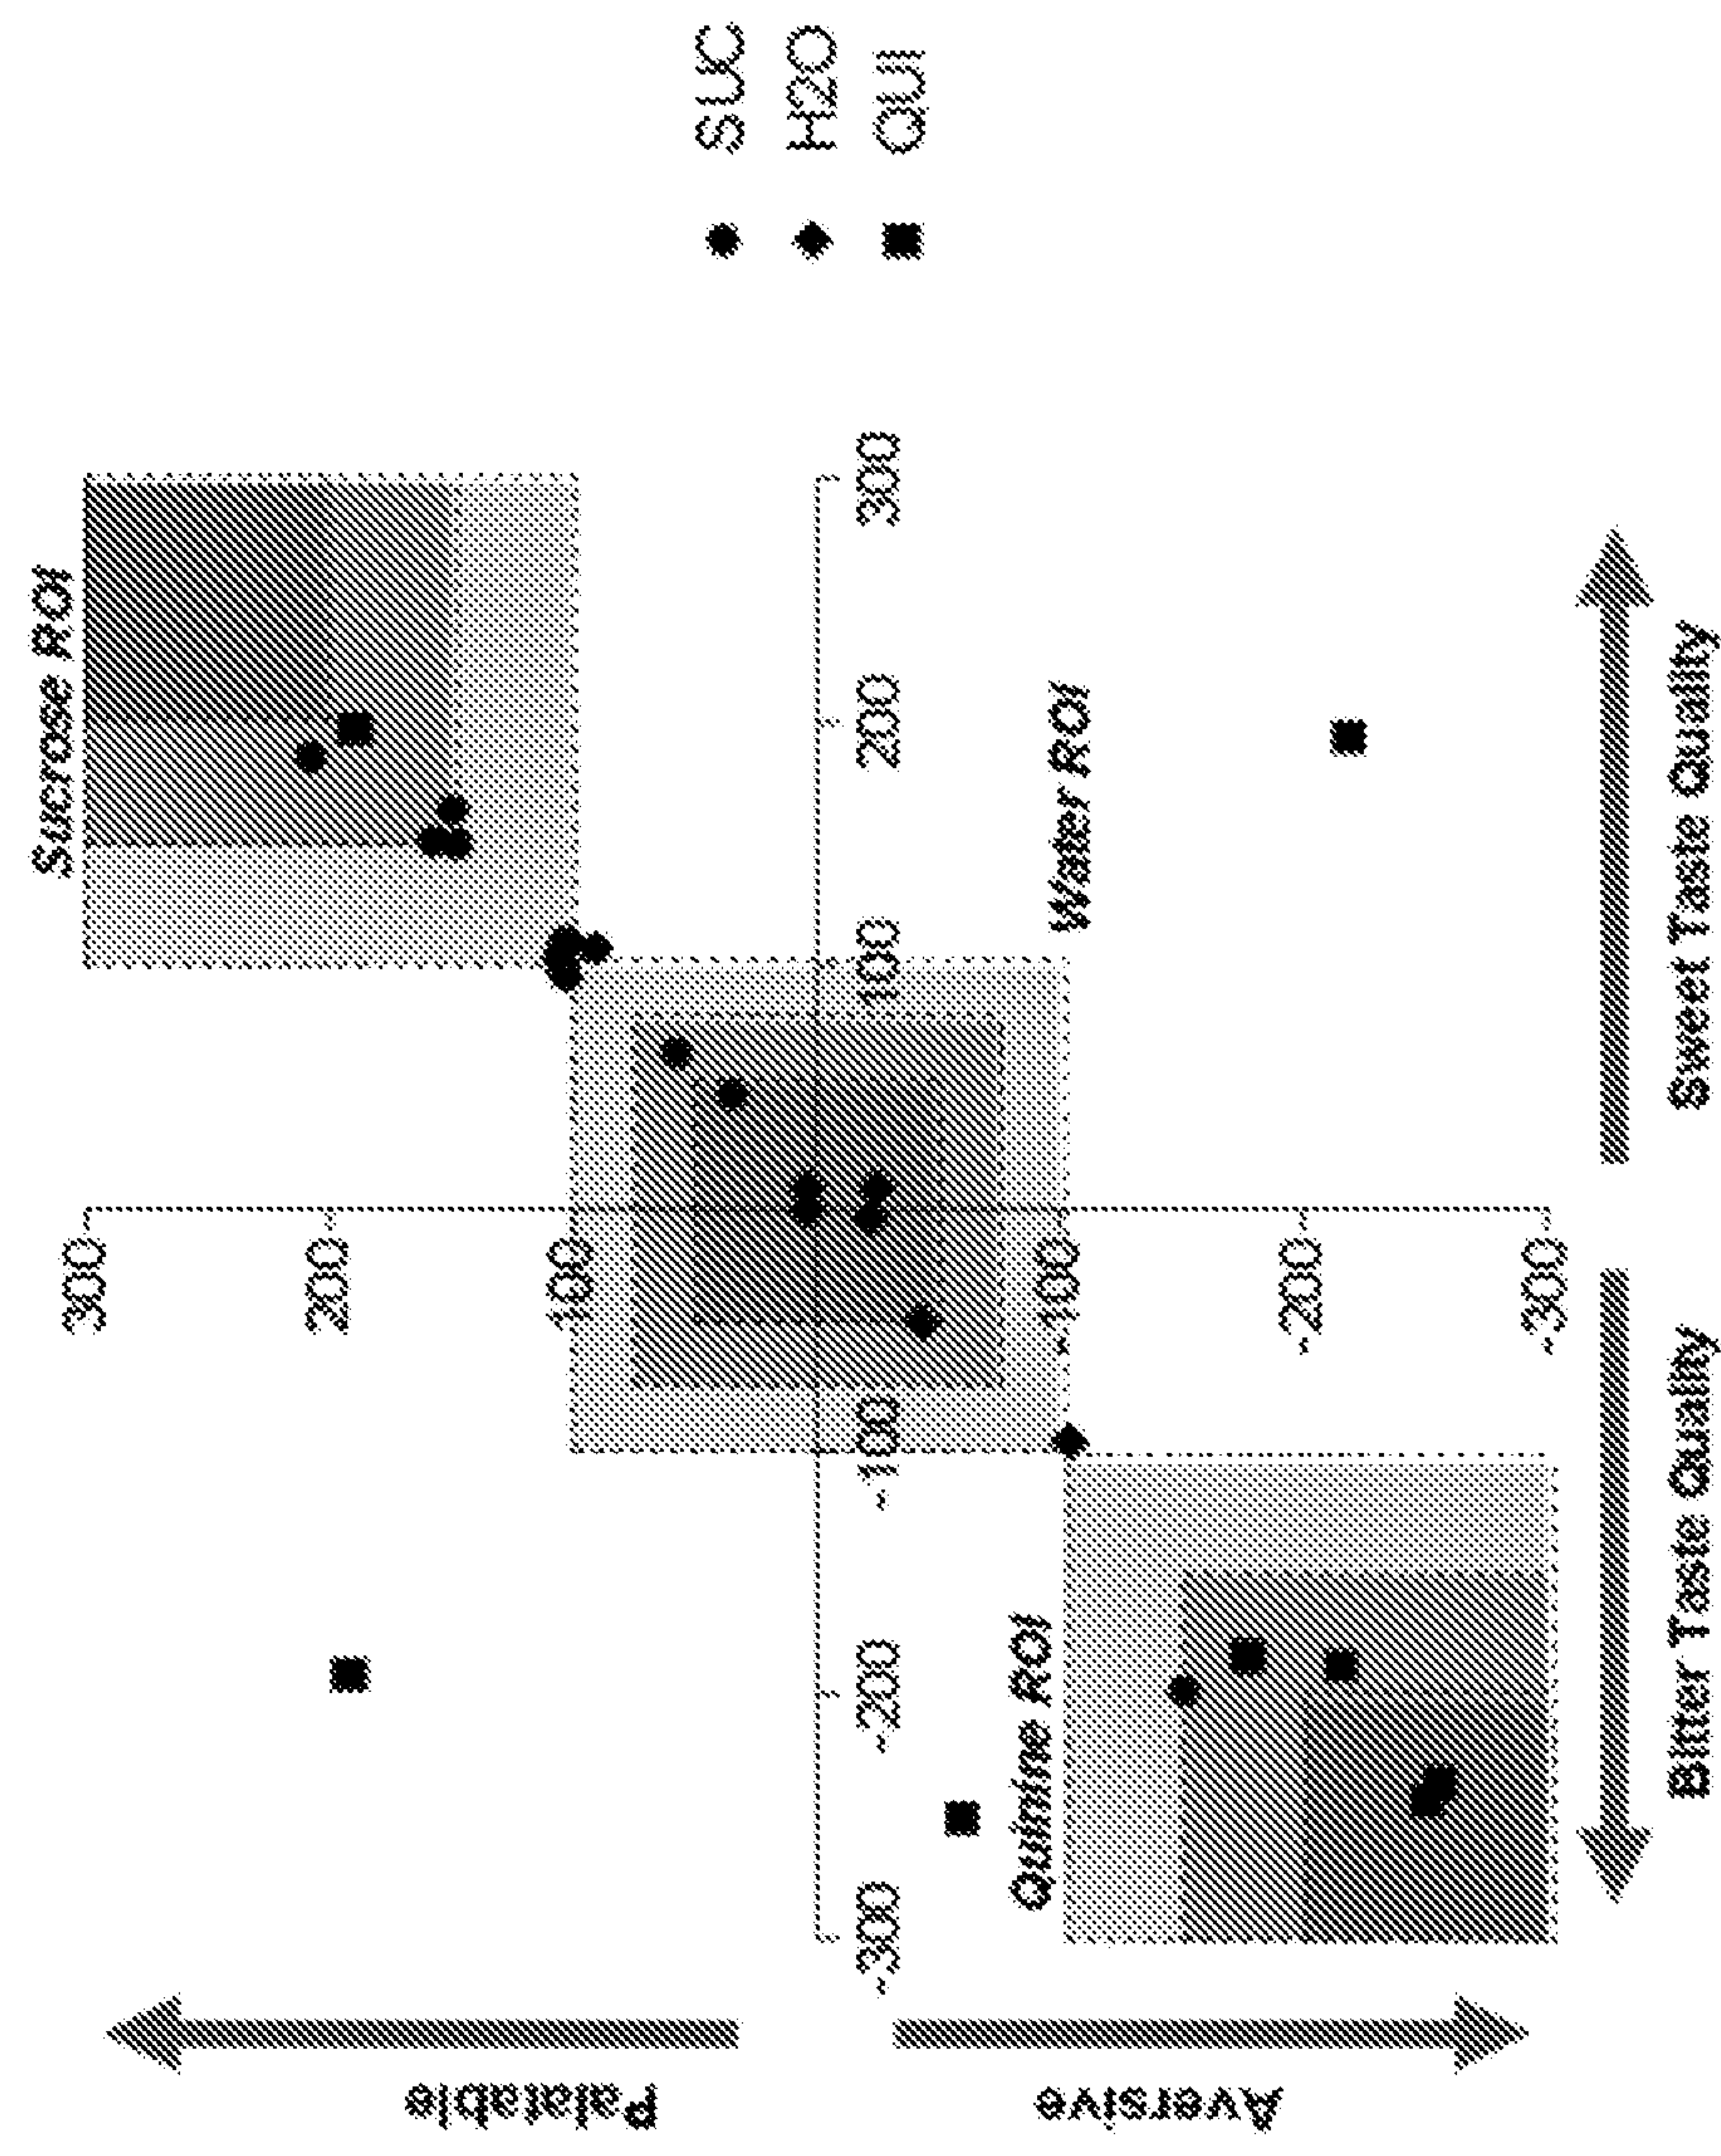 Sucrose ROI
Water ROI
Quinine ROI
300
200
100
-100
-200
-300
-300
-200
-100
100
200
300
Palatable
Aversive
Bitter Taste Quality
Sweet Taste Quality
SUC
H2O
QUI